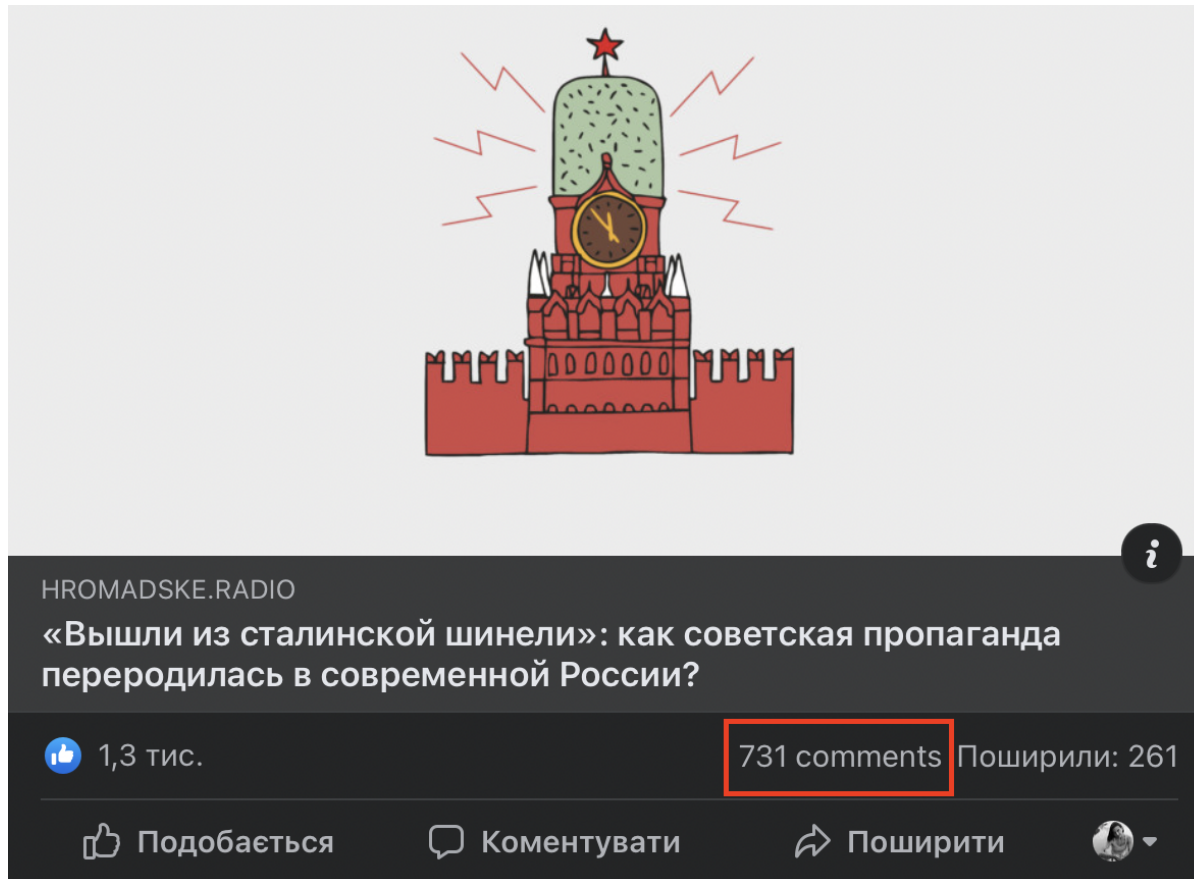 HROMADSKE.RADIO
«Вышли из сталинской шинели»: как советская пропаганда
переродилась в современной России?
1,3 тис.
731 comments Поширили: 261
Подобається Коментувати Поширити